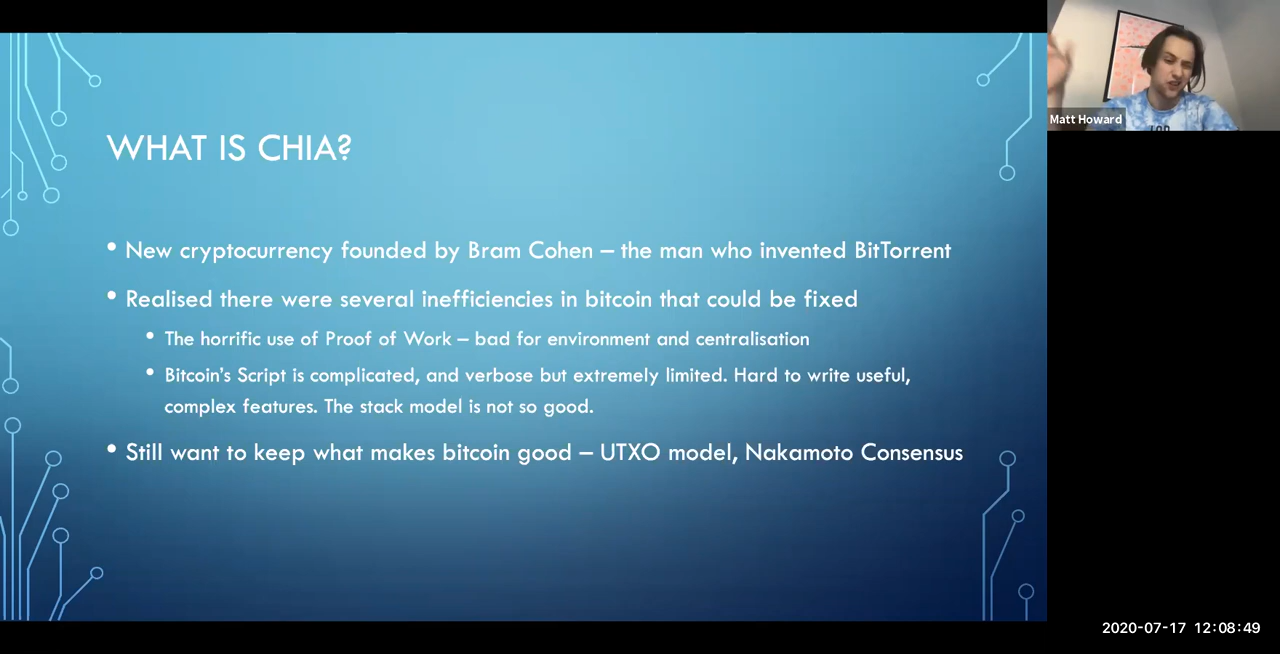 WHAT IS CHIA?
• New cryptocurrency founded by Bram Cohen – the man who invented BitTorrent
• Realised there were several inefficiencies in bitcoin that could be fixed
• The horrific use of Proof of Work – bad for environment and centralisation
• Bitcoin's Script is complicated, and verbose but extremely limited. Hard to write useful,
complex features. The stack model is not so good.
• Still want to keep what makes bitcoin good – UTXO model, Nakamoto Consensus
Matt Howard
2020-07-17 12:08:49